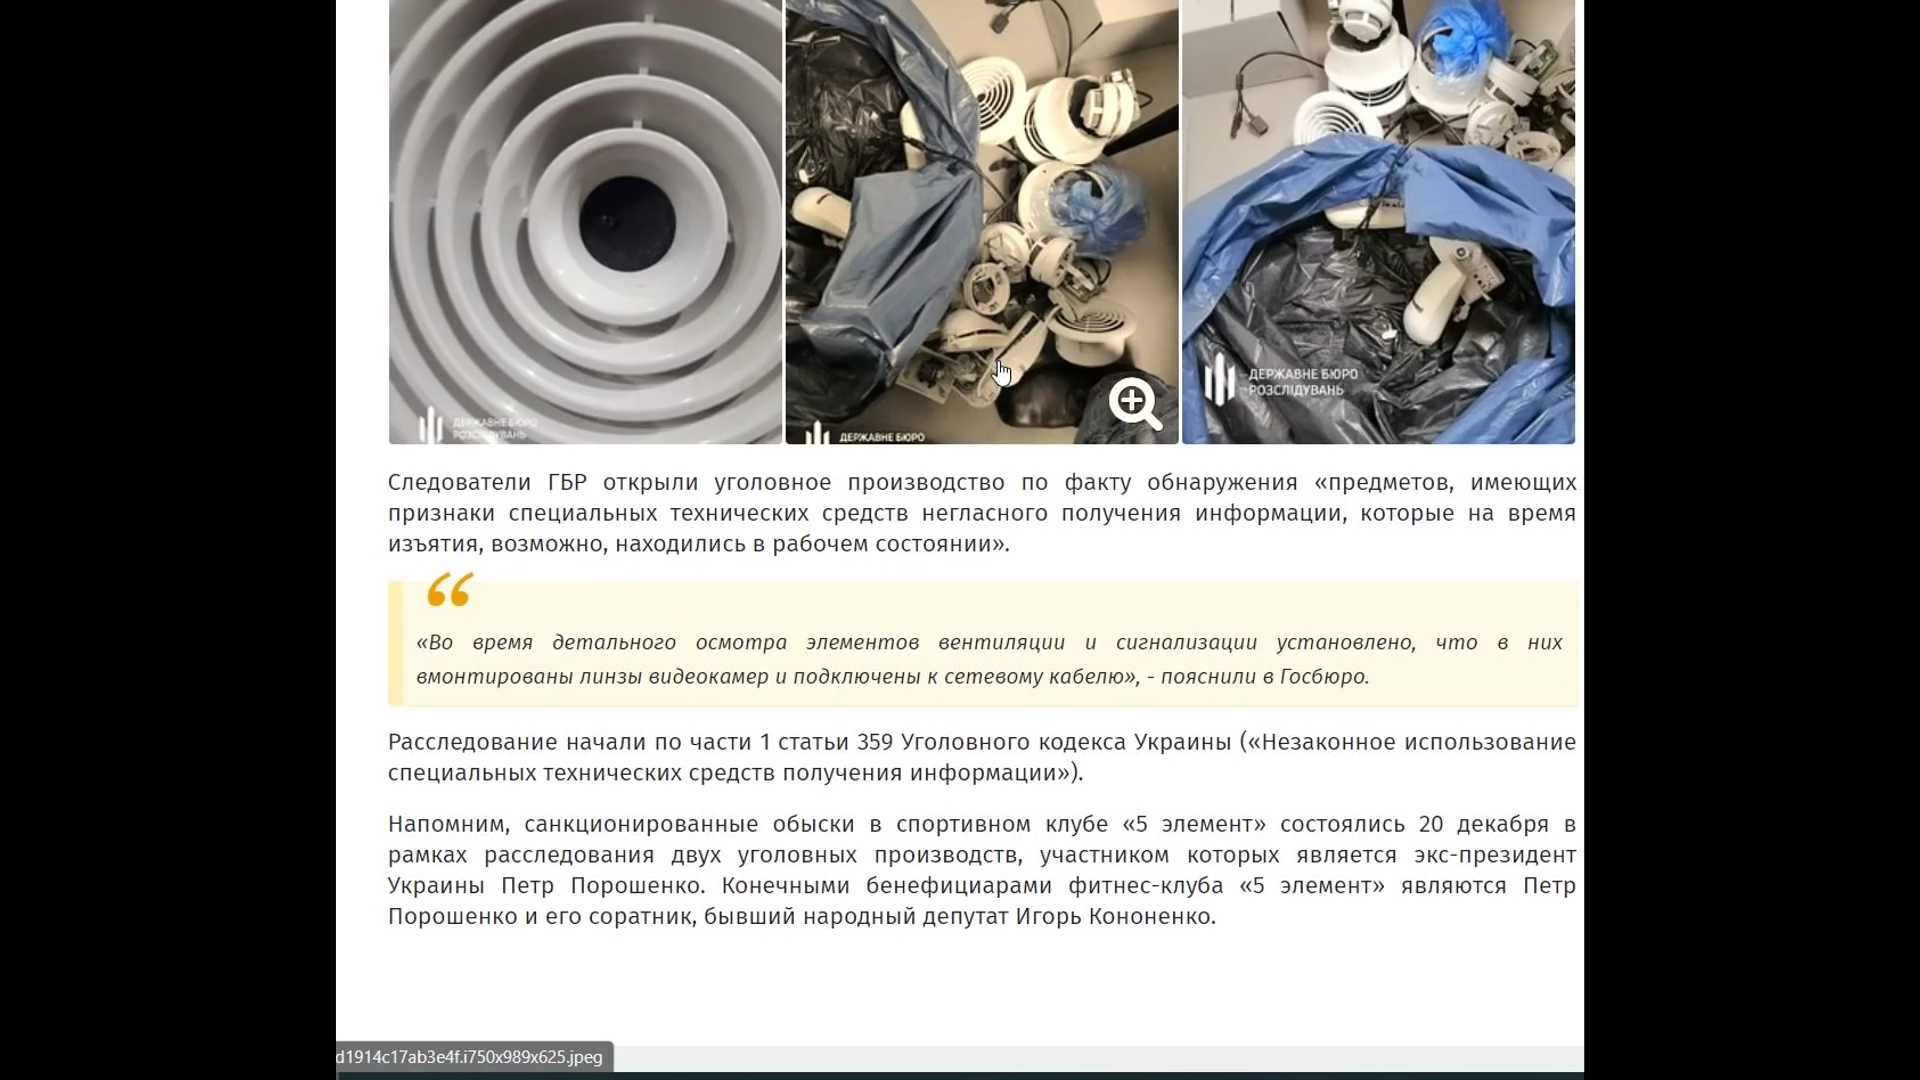 ДЕРЖАВНЕ БЮРО
РОЗСЛІДУВАНЬ
ДЕРЖАВНЕ БЮРО
ДЕРЖАВНЕ БЮРО
РОЗСЛІДУВАНЬ
Следователи ГБР открыли уголовное производство по факту обнаружения «предметов, имеющих
признаки специальных технических средств негласного получения информации, которые на время
изъятия, возможно, находились в рабочем состоянии».
«Во время детального осмотра элементов вентиляции и сигнализации установлено, что в них
вмонтированы линзы видеокамер и подключены к сетевому кабелю», - пояснили в Госбюро.
Расследование начали по части 1 статьи 359 Уголовного кодекса Украины («Незаконное использование
специальных технических средств получения информации»).
Напомним, санкционированные обыски в спортивном клубе «5 элемент» состоялись 20 декабря в
рамках расследования двух уголовных производств, участником которых является экс-президент
Украины Петр Порошенко. Конечными бенефициарами фитнес-клуба «5 элемент» являются Петр
Порошенко и его соратник, бывший народный депутат Игорь Кононенко.
d1914c17ab3e4f.i750x989x625.jpeg